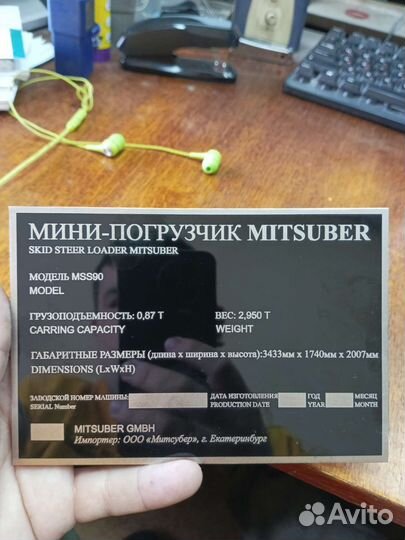 МИНИ-ПОГРУЗЧИК MITSUBER
SKID STEER LOADER MITSUBER
МОДЕЛЬ MSS90
MODEL
ГРУЗОПОДЪЕМНОСТЬ: 0,87 Т ВЕС: 2,950 Т
CARRING CAPACITY WEIGHT
ГАБАРИТНЫЕ РАЗМЕРЫ (длина х ширина х высота):3433мм х 1740мм х 2007мм
DIMENSIONS (LxWxH)
ЗАВОДСКОЙ НОМЕР МАШИНЫ: ДАТА ИЗГОТОВЛЕНИЯ ГОД МЕСЯЦ
SERIAL Number PRODUCTION DATE YEAR MONTH
MITSUBER GMBH
Импортер: ООО «Митсубер», г. Екатеринбург
Avito